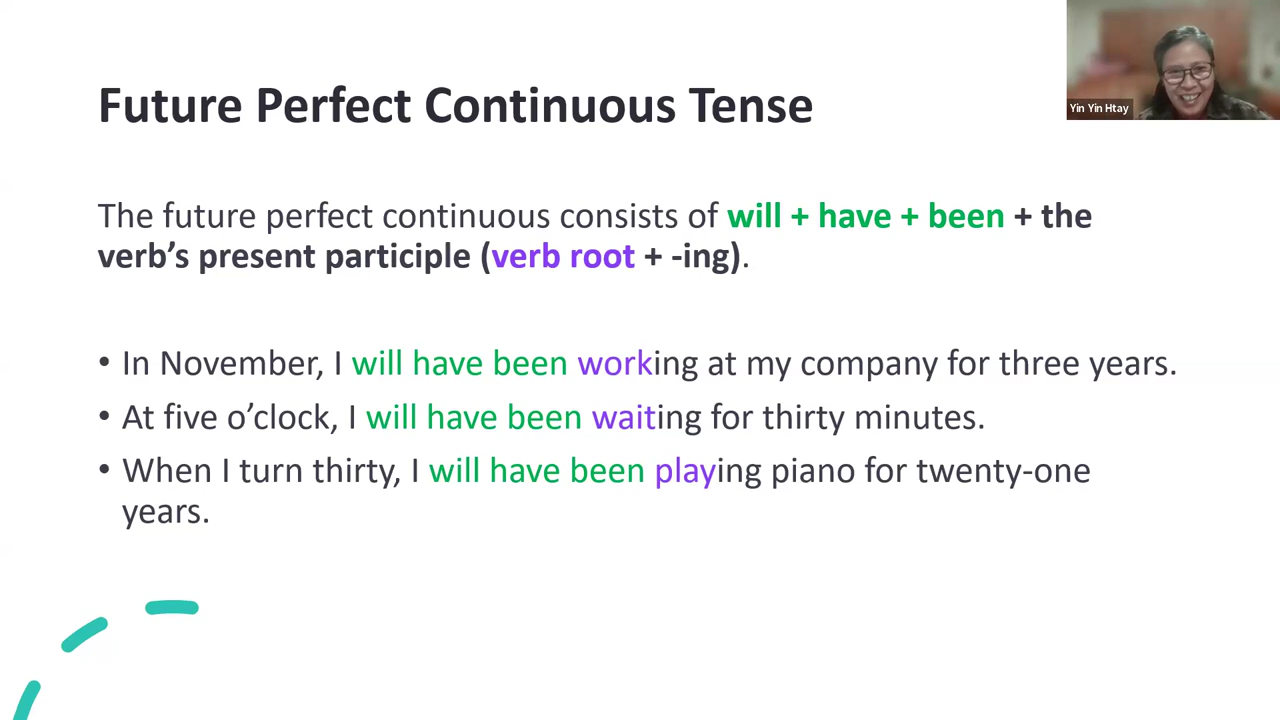 Future Perfect Continuous Tense
Yin Yin Htay
The future perfect continuous consists of will + have + been + the
verb’s present participle (verb root + -ing).
• In November, I will have been working at my company for three years.
• At five o’clock, I will have been waiting for thirty minutes.
• When I turn thirty, I will have been playing piano for twenty-one
years.